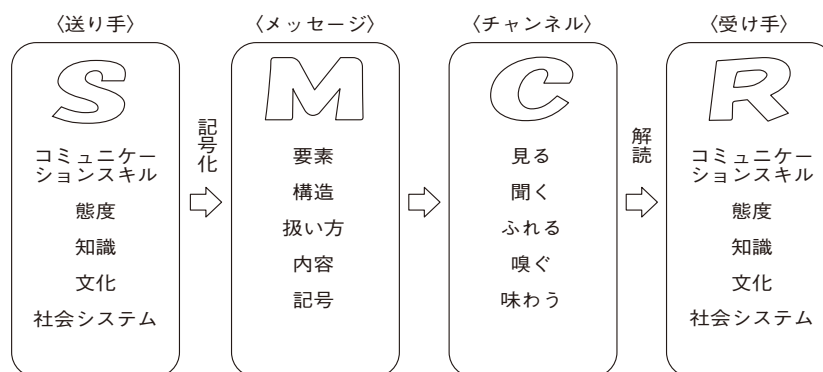 〈送り手〉
S
コミュニケー
ションスキル
態度
知識
文化
社会システム
記号化
〈メッセージ〉
M
要素
構造
扱い方
内容
記号
〈チャンネル〉
C
見る
聞く
ふれる
嗅ぐ
味わう
解読
〈受け手〉
R
コミュニケー
ションスキル
態度
知識
文化
社会システム